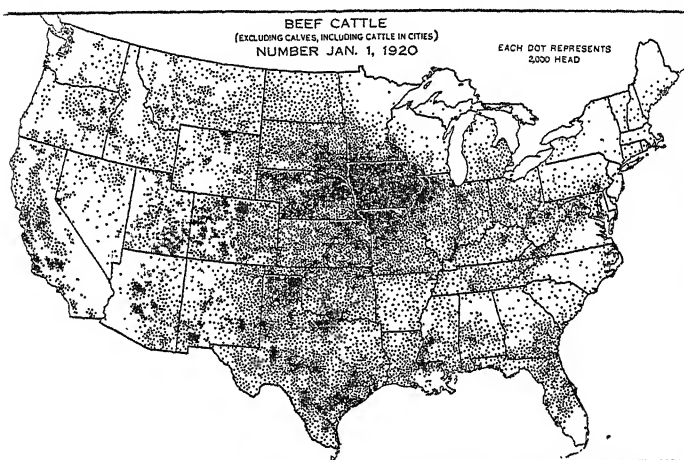 BEEF CATTLE
(EXCLUDING CALVES, INCLUDING CATTLE IN CITIES)
NUMBER JAN. 1, 1920
EACH DOT REPRESENTS
2,000 HEAD